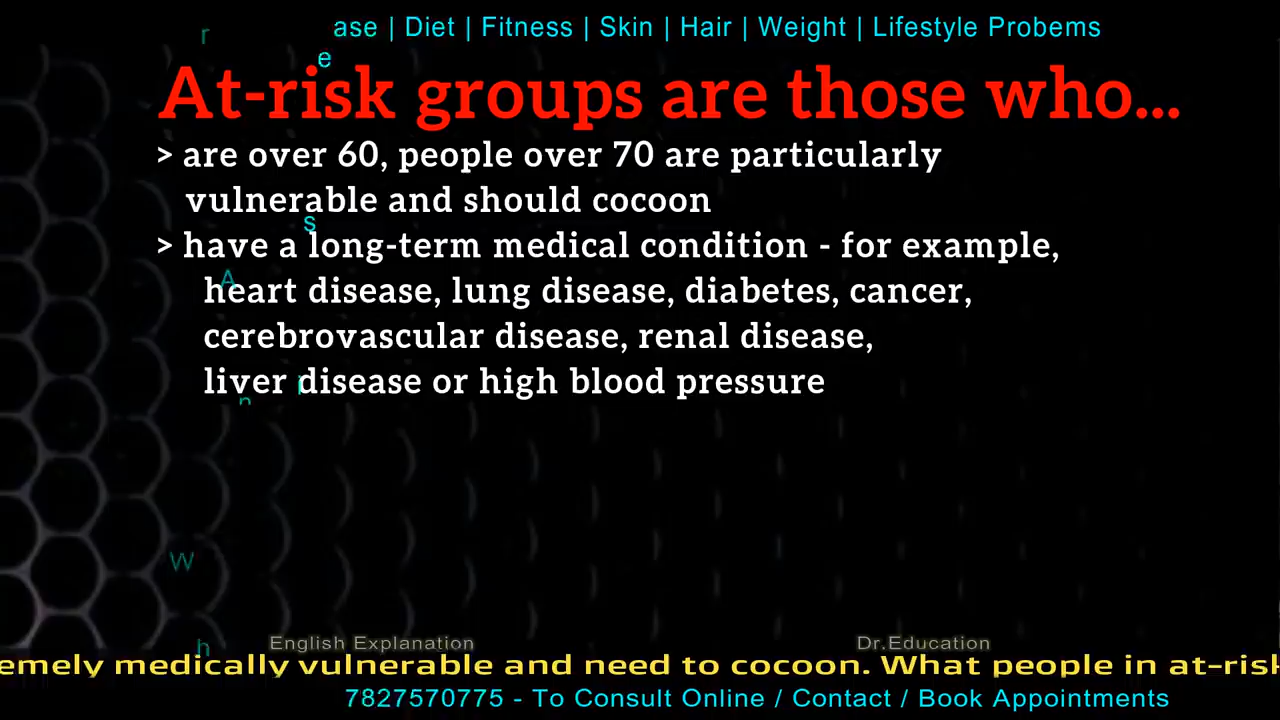 ase | Diet | Fitness | Skin | Hair | Weight | Lifestyle Probems
r
e
At-risk groups are those who...
> are over 60, people over 70 are particularly
vulnerable and should cocoon
s
> have a long-term medical condition - for example,
A
heart disease, lung disease, diabetes, cancer,
cerebrovascular disease, renal disease,
liver disease or high blood pressure
n
W
h
English Explanation
Dr.Education
emely medically vulnerable and need to cocoon. What people in at-risk
7827570775 - To Consult Online / Contact / Book Appointments